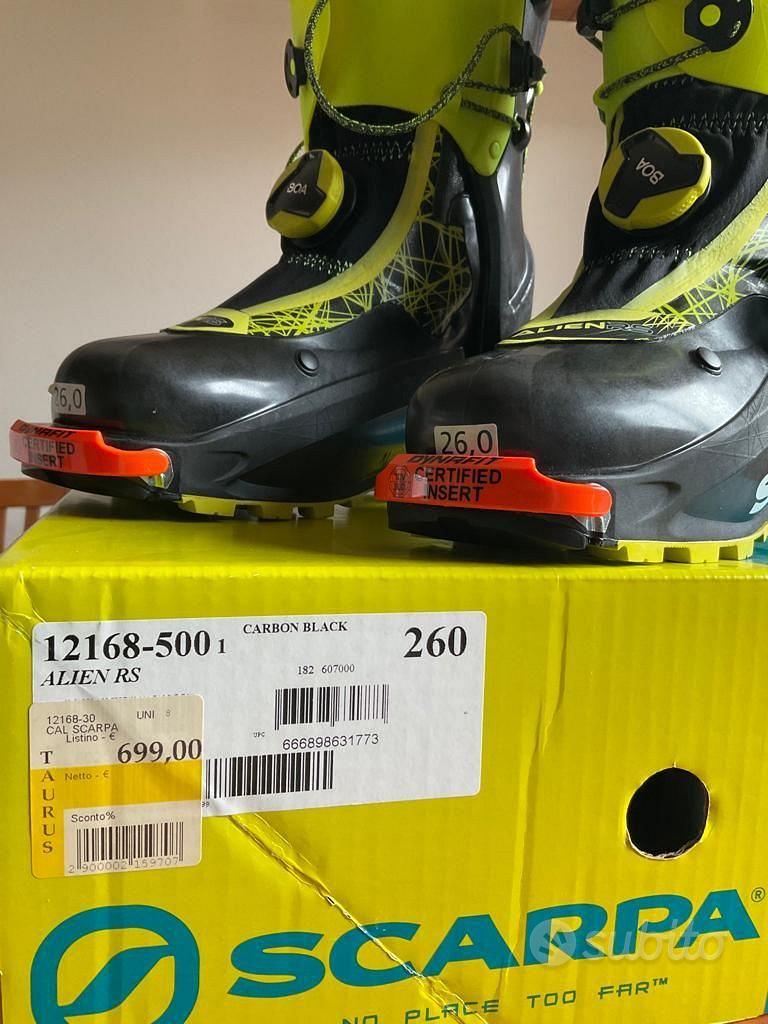 BOA
BOA
ALIEN RS
26,0
26,0
DYNAFIT
CERTIFIED
INSERT
DYNAFIT
CERTIFIED
INSERT
CARBON BLACK
12168-500 1
260
ALIEN RS
182 607000
UPC
666898631773
12168-30 UNI 8
CAL SCARPA
Listino - €
699,00
TAURUS
Netto - €
Sconto%
2 900002 159707
SCARPA®
NO PLACE TOO FAR™
subito